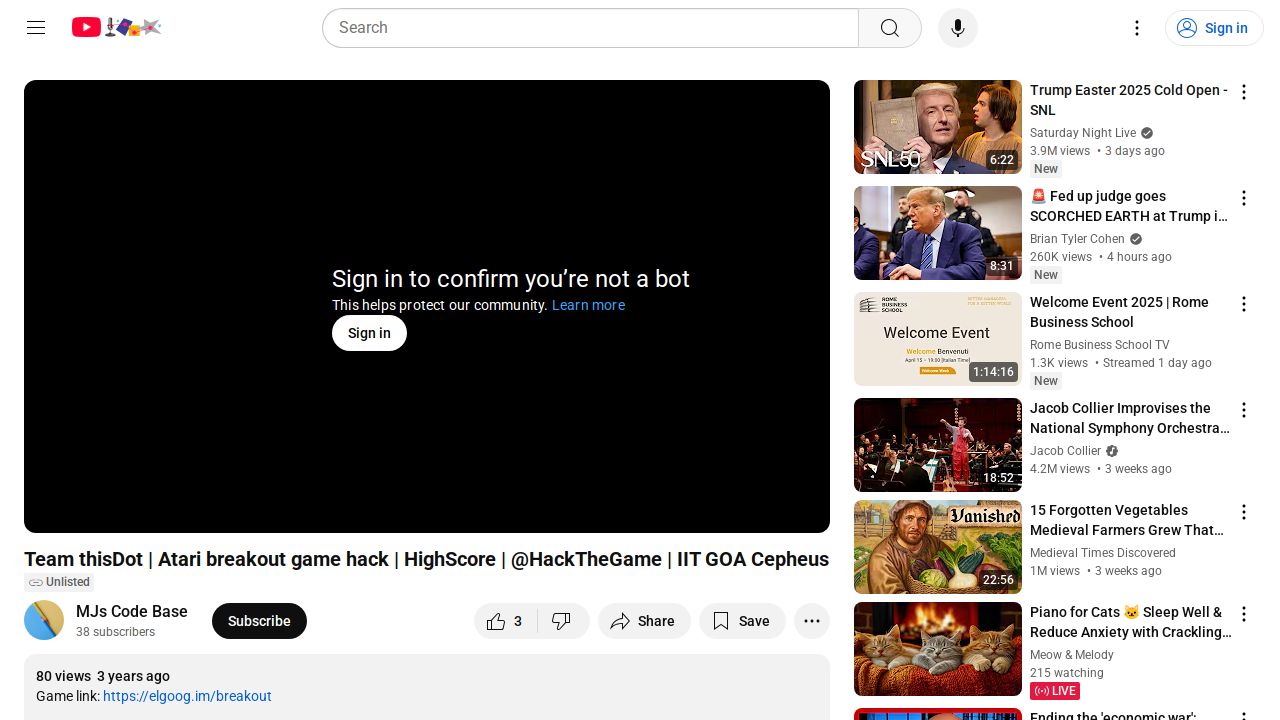 Search
Sign in
Sign in to confirm you’re not a bot
This helps protect our community. Learn more
Sign in
Team thisDot | Atari breakout game hack | HighScore | @HackTheGame | IIT GOA Cepheus
Unlisted
MJs Code Base
38 subscribers
Subscribe
3
Share
Save
80 views 3 years ago
Game link: https://elgoog.im/breakout
SNL50
6:22
Trump Easter 2025 Cold Open -
SNL
Saturday Night Live
3.9M views • 3 days ago
New
8:31
🚨 Fed up judge goes
SCORCHED EARTH at Trump i…
Brian Tyler Cohen
260K views • 4 hours ago
New
ROME
BUSINESS
SCHOOL
Welcome Event
Welcome Benvenuti
April 15 – 19:00 (Italian Time)
Welcome Week
1:14:16
Welcome Event 2025 | Rome
Business School
Rome Business School TV
1.3K views • Streamed 1 day ago
New
18:52
Jacob Collier Improvises the
National Symphony Orchestra…
Jacob Collier
4.2M views • 3 weeks ago
Vanished
22:56
15 Forgotten Vegetables
Medieval Farmers Grew That…
Medieval Times Discovered
1M views • 3 weeks ago
Piano for Cats 🐱 Sleep Well &
Reduce Anxiety with Crackling…
Meow & Melody
215 watching
LIVE
Ending the 'economic war':